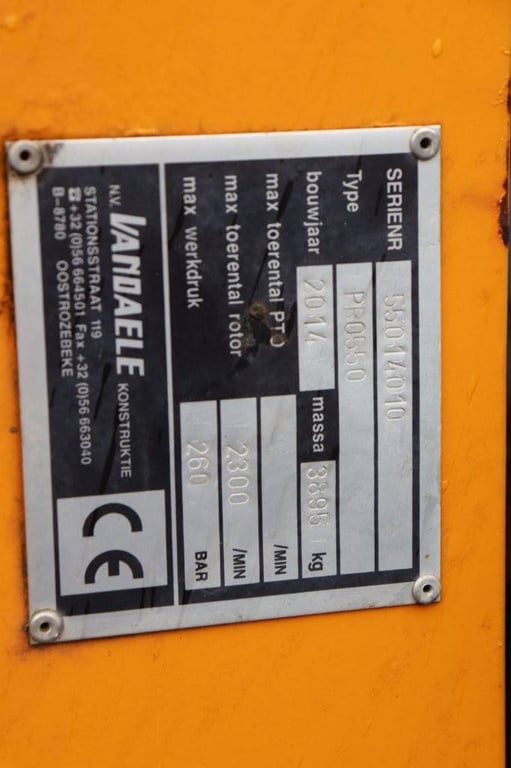 SERIENR 55014010
Type PRO550
bouwjaar 2014 massa 3895 kg
max toerental PTO /MIN
max toerental rotor 2300 /MIN
max werkdruk 260 BAR
N.V. VANDAELE KONSTRUKTIE
STATIONSSTRAAT 119
☎+32 (0)56 664501 Fax +32 (0)56 663040
B-8780 OOSTROZEBEKE
CE